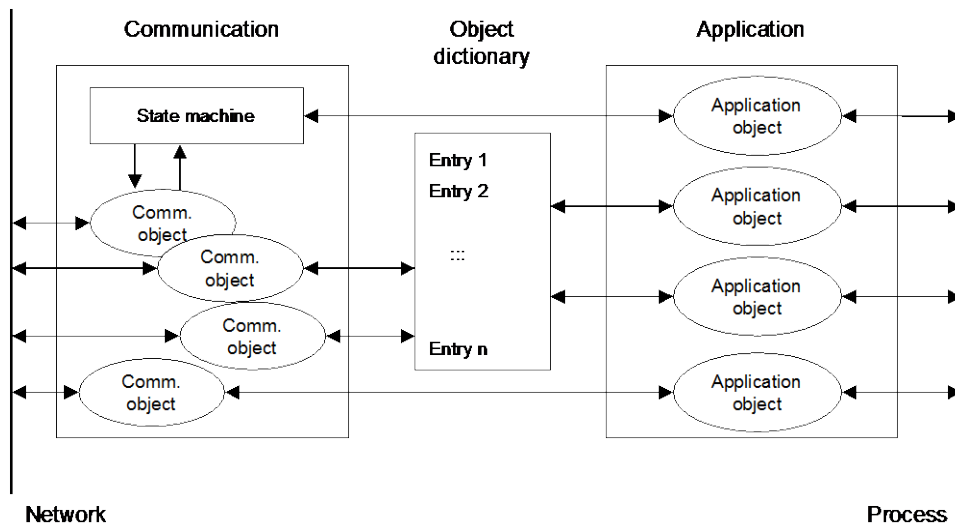 Communication
Object
dictionary
Application
State machine
Application
object
Entry 1
Entry 2
Comm.
object
Application
object
:::
Comm.
object
Application
object
Comm.
object
Entry n
Comm.
object
Application
object
Network
Process